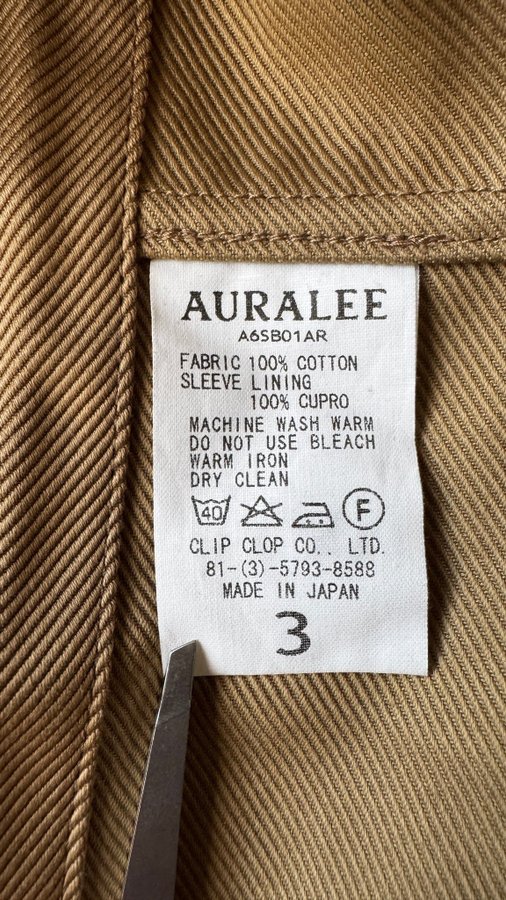 AURALEE
A6SB01AR
FABRIC 100% COTTON
SLEEVE LINING
100% CUPRO
MACHINE WASH WARM
DO NOT USE BLEACH
WARM IRON
DRY CLEAN
40 F
CLIP CLOP CO., LTD.
81-(3)-5793-8588
MADE IN JAPAN
3